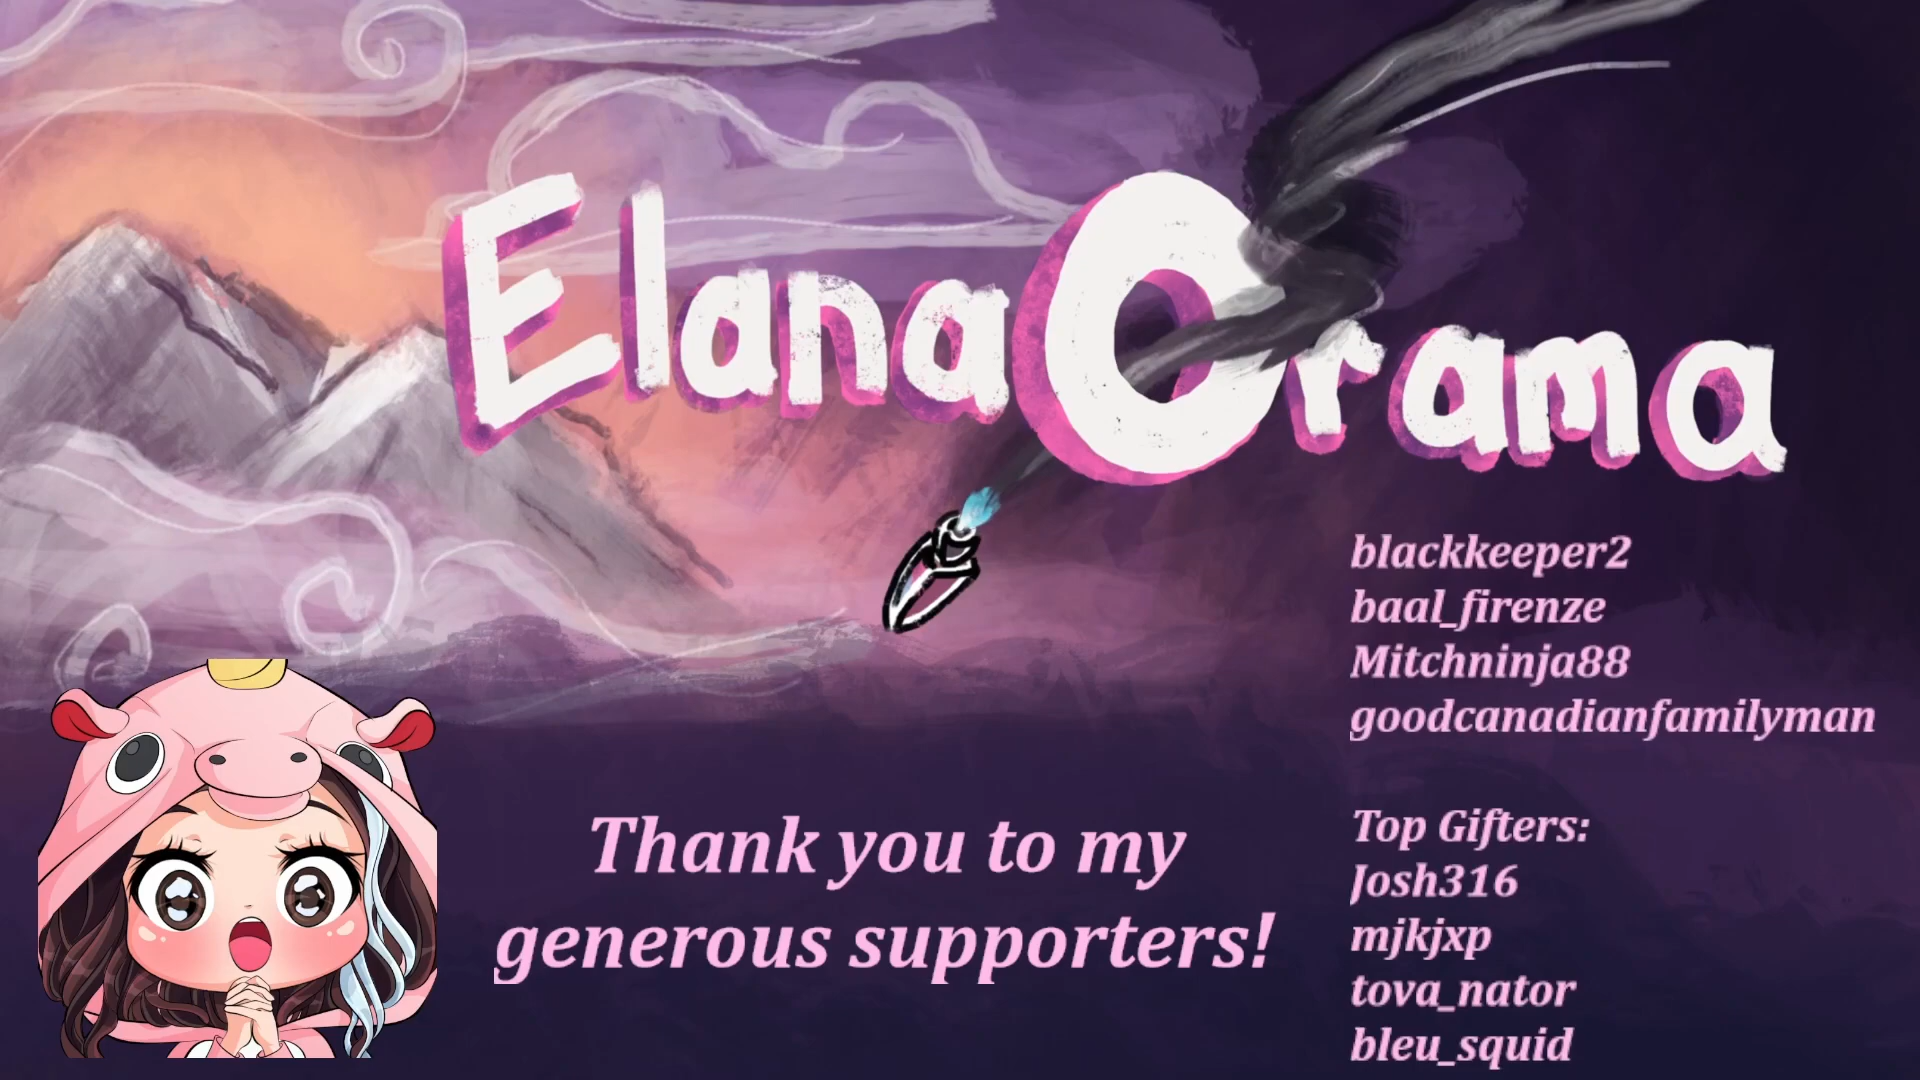 ElanaOrama
blackkeeper2
baal_firenze
Mitchninja88
goodcanadianfamilyman
Thank you to my
generous supporters!
Top Gifters:
Josh316
mjkjxp
tova_nator
bleu_squid